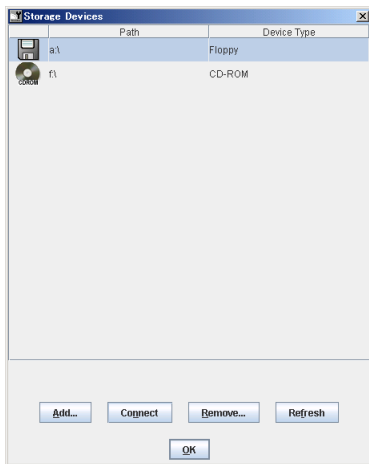 Storage Devices
Path Device Type
a:\ Floppy
CDROM f:\ CD-ROM
Add... Connect Remove... Refresh
OK